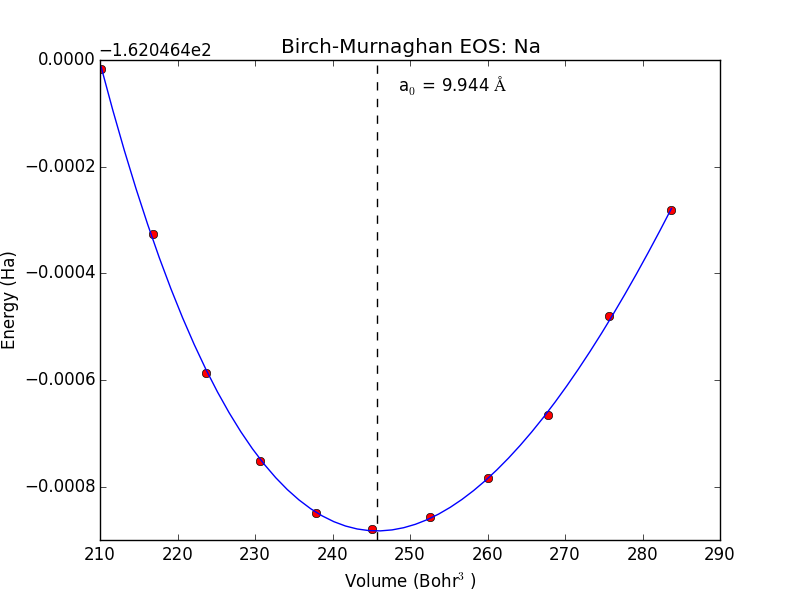 Birch-Murnaghan EOS: Na
−1.620464e2
a₀ = 9.944 Å
0.0000
−0.0002
−0.0004
−0.0006
−0.0008
Energy (Ha)
210 220 230 240 250 260 270 280 290
Volume (Bohr³ )